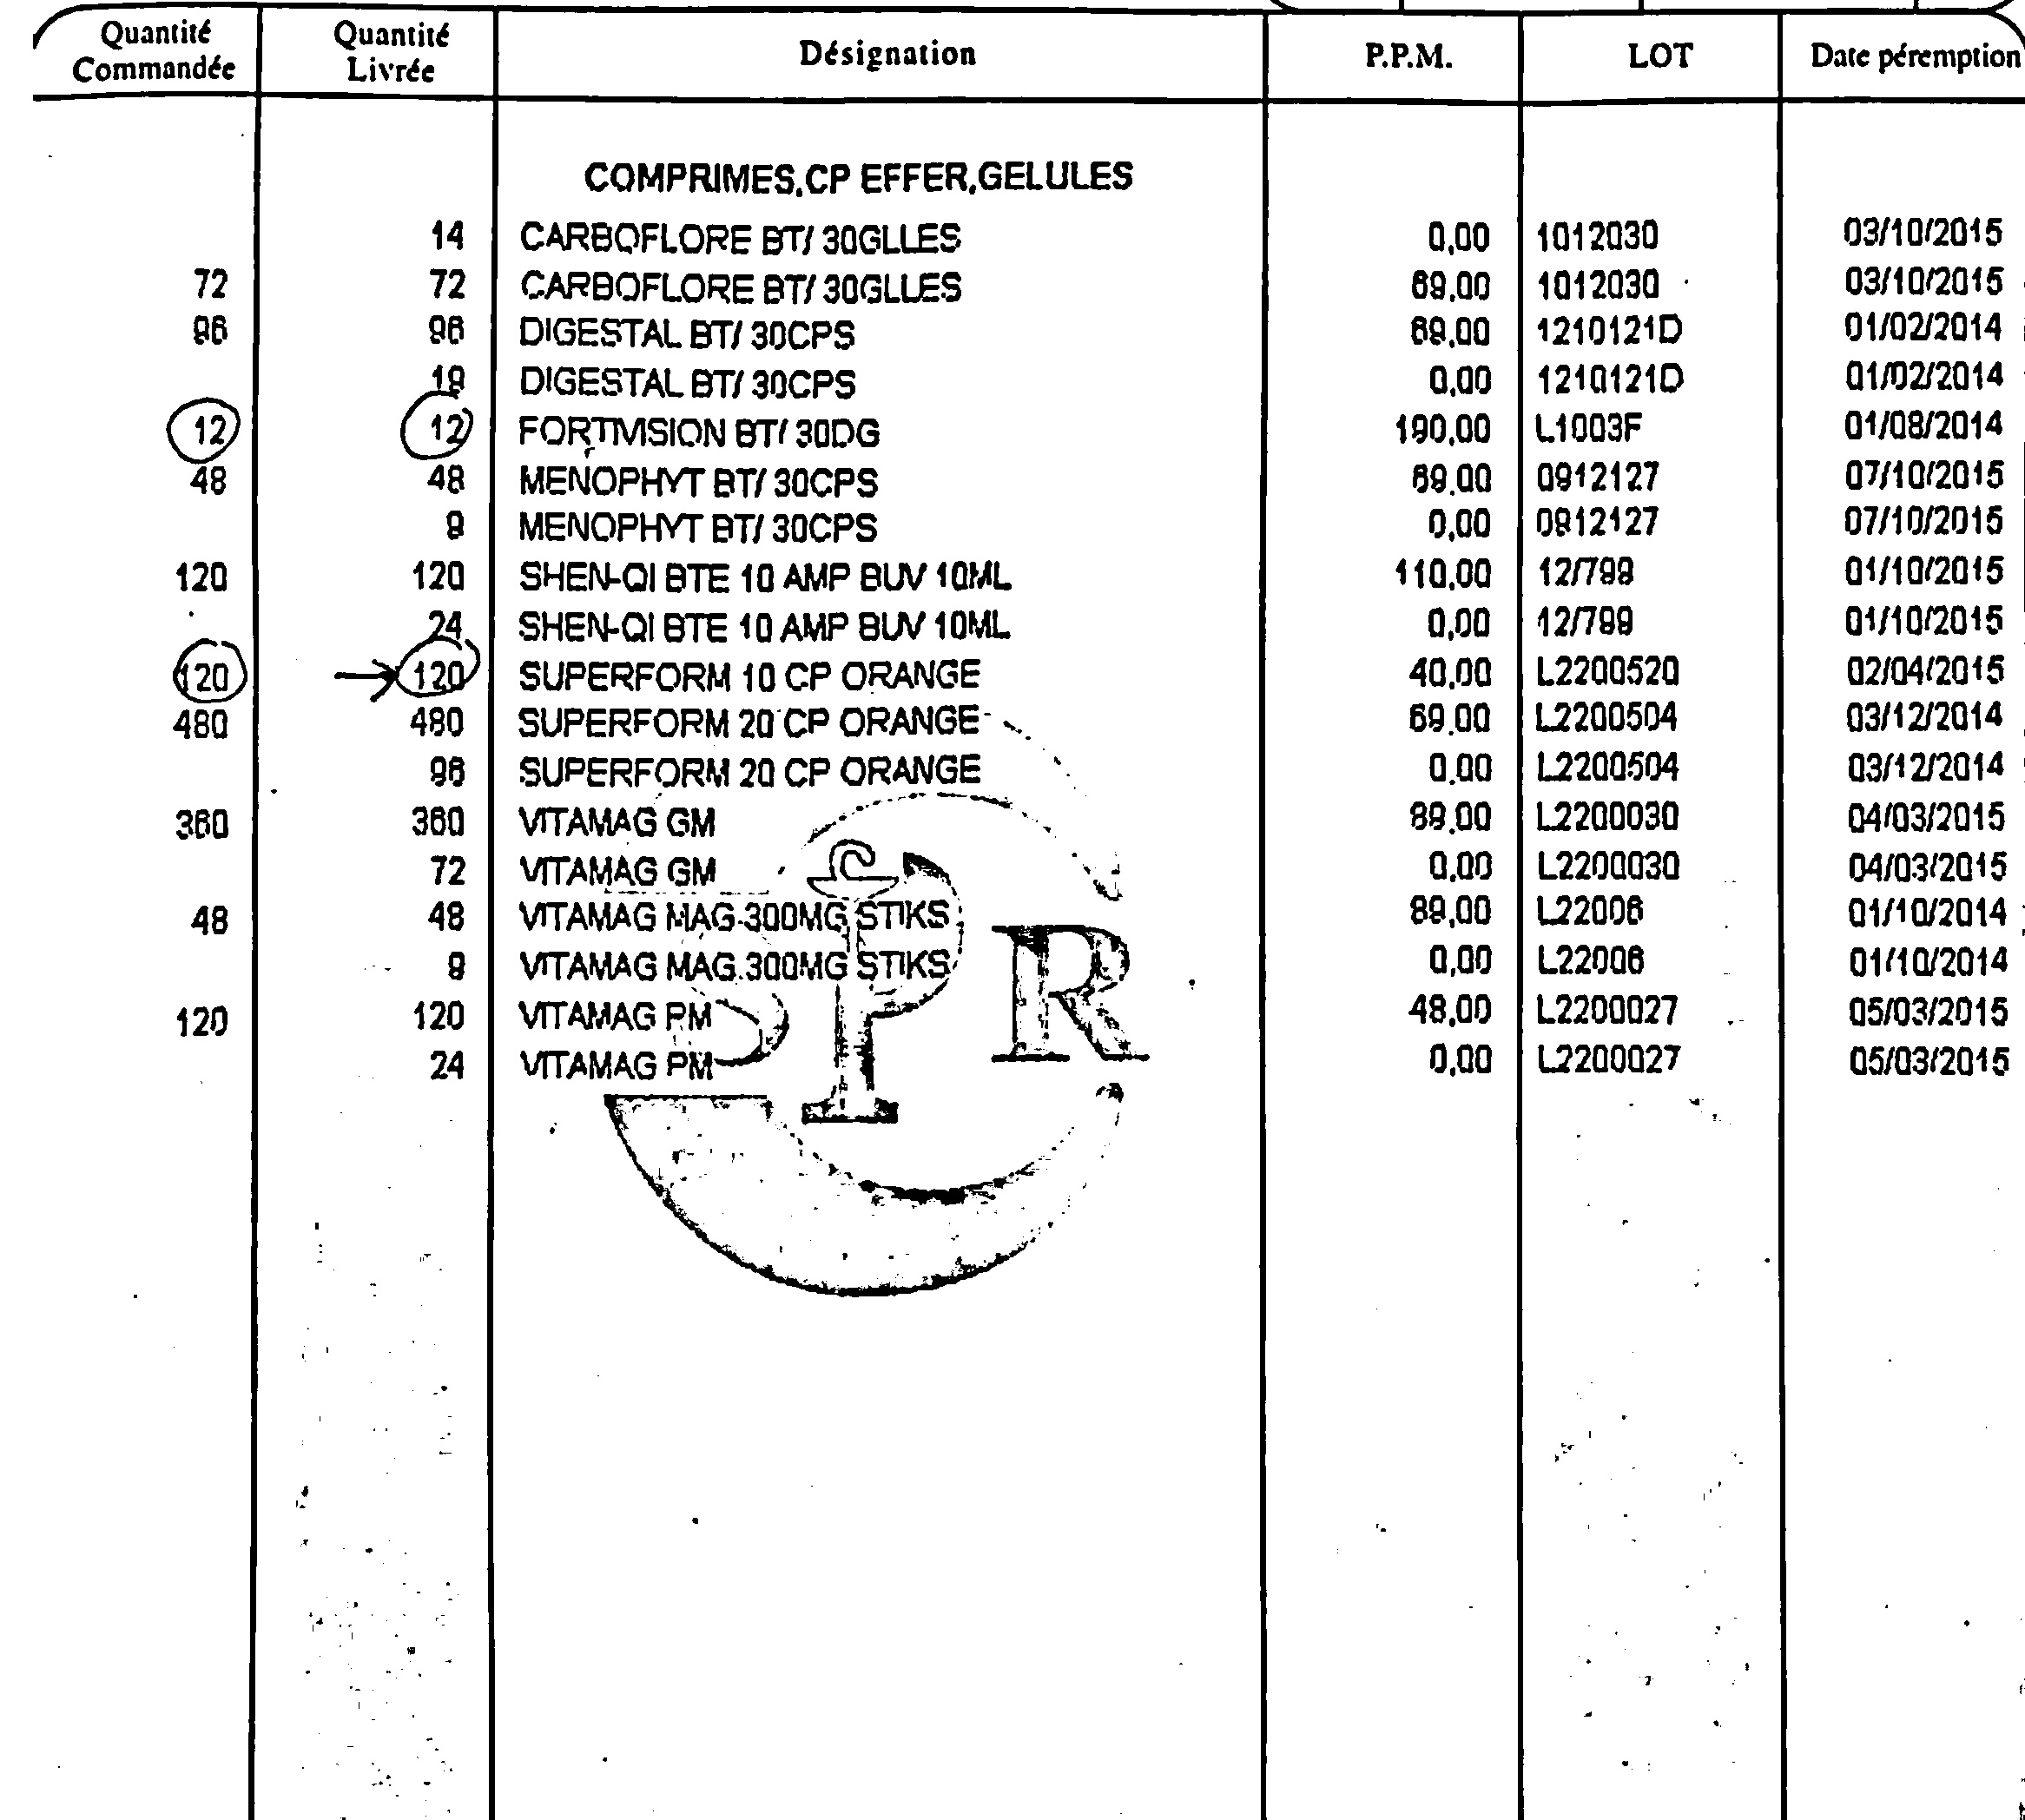 Quantité Commandée Quantité Livrée Désignation P.P.M. LOT Date péremption
COMPRIMES,CP EFFER,GELULES
14 CARBOFLORE BT/ 30GLLES 0,00 1012030 03/10/2015
72 72 CARBOFLORE BT/ 30GLLES 69,00 1012030 03/10/2015
96 96 DIGESTAL BT/ 30CPS 69,00 1210121D 01/02/2014
19 DIGESTAL BT/ 30CPS 0,00 1210121D 01/02/2014
12 12 FORTIVISION BT/ 30DG 190,00 L1003F 01/08/2014
48 48 MENOPHYT BT/ 30CPS 69,00 0912127 07/10/2015
9 MENOPHYT BT/ 30CPS 0,00 0912127 07/10/2015
120 120 SHEN-QI BTE 10 AMP BUV 10ML 110,00 12/799 01/10/2015
24 SHEN-QI BTE 10 AMP BUV 10ML 0,00 12/799 01/10/2015
120 120 SUPERFORM 10 CP ORANGE 40,00 L2200520 02/04/2015
480 480 SUPERFORM 20 CP ORANGE 69,00 L2200504 03/12/2014
96 SUPERFORM 20 CP ORANGE 0,00 L2200504 03/12/2014
360 360 VITAMAG GM 89,00 L2200030 04/03/2015
72 VITAMAG GM 0,00 L2200030 04/03/2015
48 48 VITAMAG MAG.300MG STIKS 89,00 L22006 01/10/2014
9 VITAMAG MAG.300MG STIKS 0,00 L22006 01/10/2014
120 120 VITAMAG PM 48,00 L2200027 05/03/2015
24 VITAMAG PM 0,00 L2200027 05/03/2015
SPR